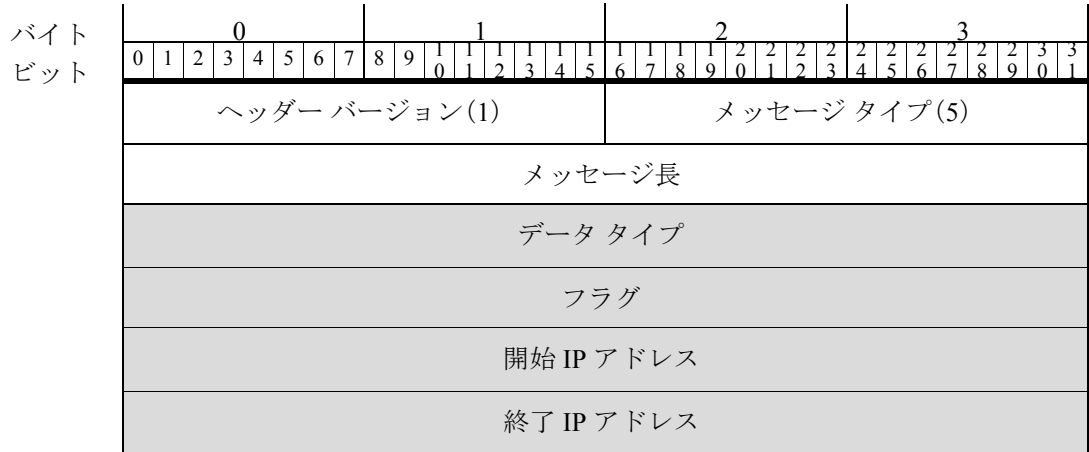 バイト 0 1 2 3
ビット 0 1 2 3 4 5 6 7 8 9 10 11 12 13 14 15 16 17 18 19 20 21 22 23 24 25 26 27 28 29 30 31
ヘッダー バージョン(1) メッセージ タイプ(5)
メッセージ長
データ タイプ
フラグ
開始 IP アドレス
終了 IP アドレス